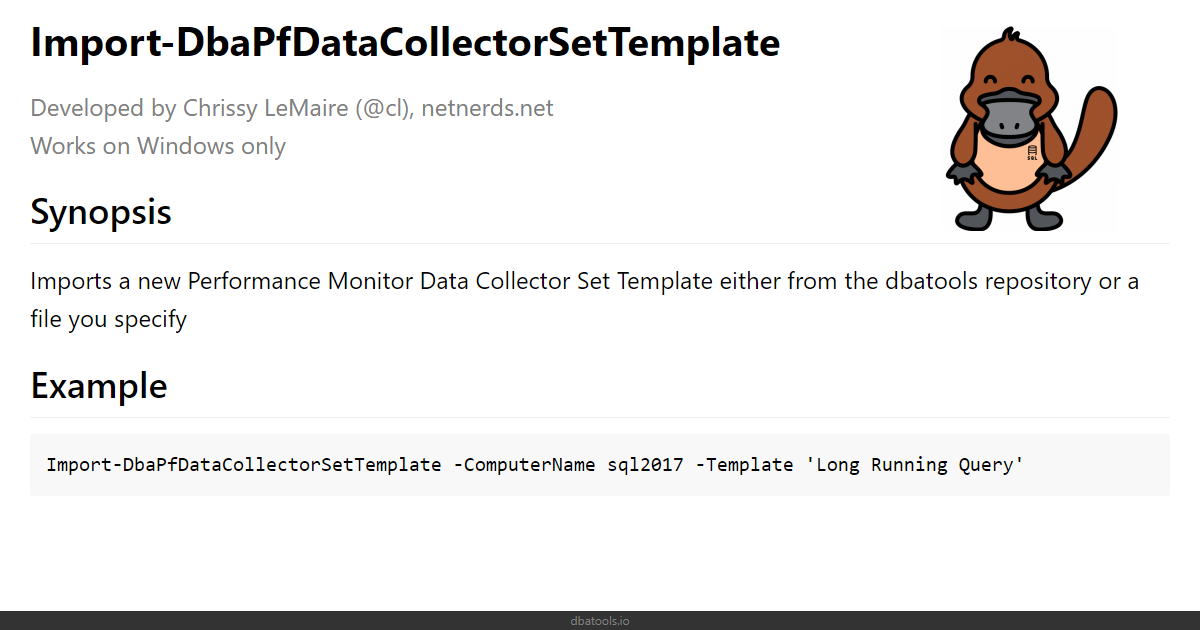 Import-DbaPfDataCollectorSetTemplate
Developed by Chrissy LeMaire (@cl), netnerds.net
Works on Windows only
SQL
Synopsis
Imports a new Performance Monitor Data Collector Set Template either from the dbatools repository or a
file you specify
Example
Import-DbaPfDataCollectorSetTemplate -ComputerName sql2017 -Template 'Long Running Query'
dbatools.io